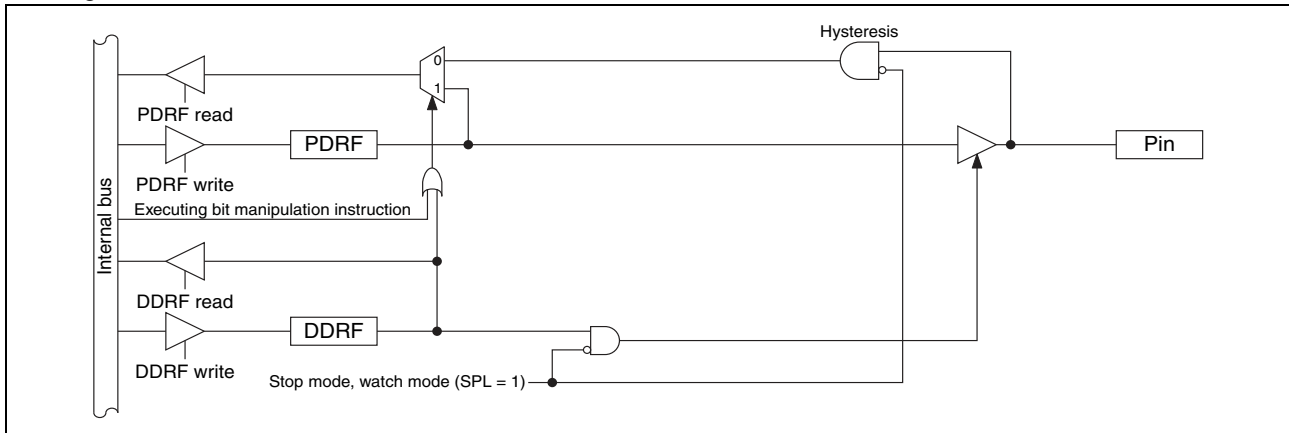 Hysteresis
0
1
PDRF read
PDRF
Pin
PDRF write
Executing bit manipulation instruction
Internal bus
DDRF read
DDRF
DDRF write
Stop mode, watch mode (SPL = 1)